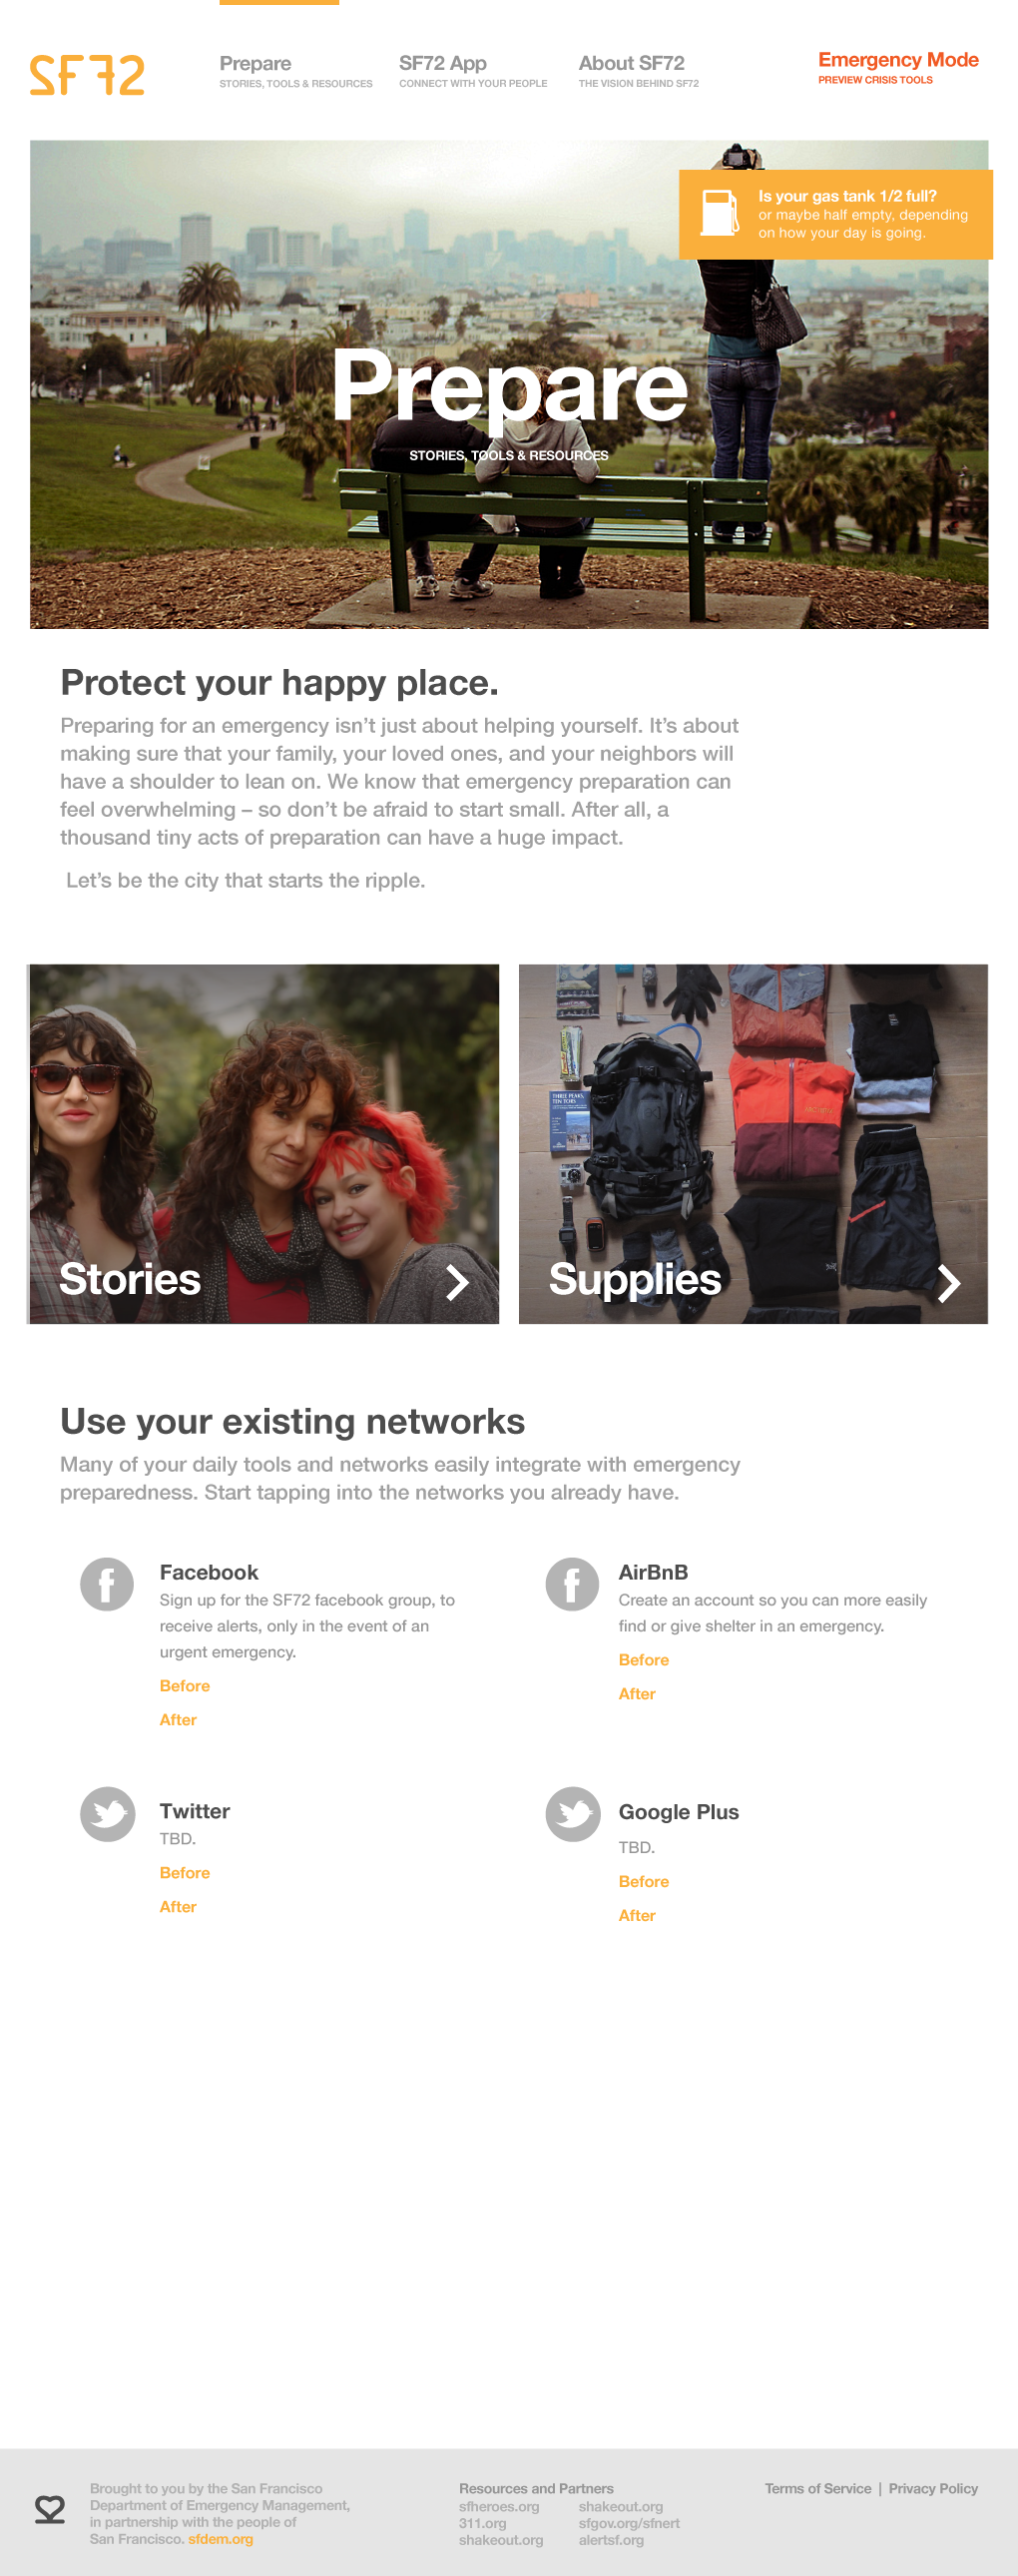 SF72
Prepare
STORIES, TOOLS & RESOURCES
SF72 App
CONNECT WITH YOUR PEOPLE
About SF72
THE VISION BEHIND SF72
Emergency Mode
PREVIEW CRISIS TOOLS
Is your gas tank 1/2 full?
or maybe half empty, depending
on how your day is going.
Prepare
STORIES, TOOLS & RESOURCES
Protect your happy place.
Preparing for an emergency isn’t just about helping yourself. It’s about
making sure that your family, your loved ones, and your neighbors will
have a shoulder to lean on. We know that emergency preparation can
feel overwhelming – so don’t be afraid to start small. After all, a
thousand tiny acts of preparation can have a huge impact.
Let’s be the city that starts the ripple.
Stories
THREE PEAKS,
TEN TORS
Supplies
Use your existing networks
Many of your daily tools and networks easily integrate with emergency
preparedness. Start tapping into the networks you already have.
Facebook
Sign up for the SF72 facebook group, to
receive alerts, only in the event of an
urgent emergency.
Before
After
AirBnB
Create an account so you can more easily
find or give shelter in an emergency.
Before
After
Twitter
TBD.
Before
After
Google Plus
TBD.
Before
After
Brought to you by the San Francisco
Department of Emergency Management,
in partnership with the people of
San Francisco. sfdem.org
Resources and Partners
sfheroes.org
311.org
shakeout.org
shakeout.org
sfgov.org/sfnert
alertsf.org
Terms of Service | Privacy Policy